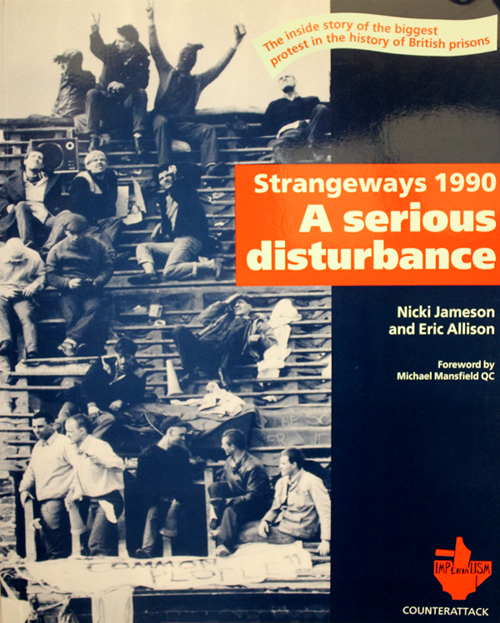 The inside story of the biggest
protest in the history of British prisons
Strangeways 1990
A serious
disturbance
Nicki Jameson
and Eric Allison
Foreword by
Michael Mansfield QC
IMPERIALISM
COUNTERATTACK